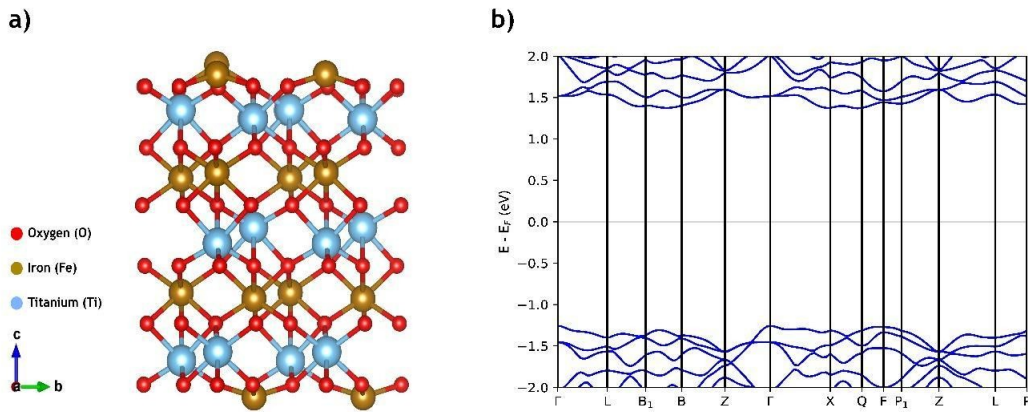 a)
Oxygen (O)
Iron (Fe)
Titanium (Ti)
c
a
b
b)
E - E_F (eV)
2.0
1.5
1.0
0.5
0.0
−0.5
−1.0
−1.5
−2.0
Γ L B₁ B Z Γ X Q F P₁ Z L P